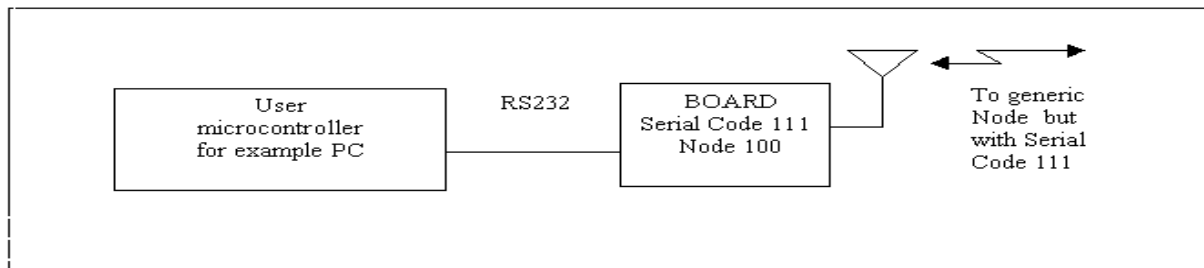 User
microcontroller
for example PC
RS232
BOARD
Serial Code 111
Node 100
To generic
Node but
with Serial
Code 111